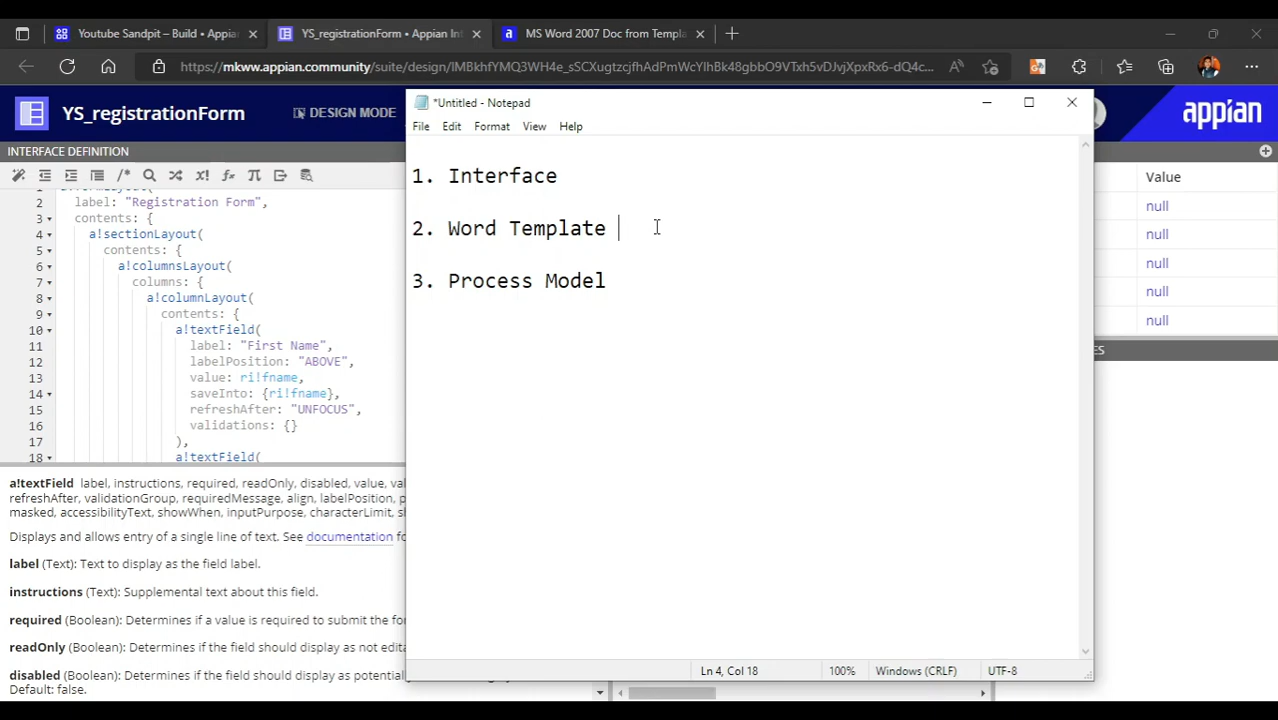 Youtube Sandpit – Build • Appian
YS_registrationForm • Appian Int
MS Word 2007 Doc from Templa
https://mkww.appian.community/suite/design/
YS_registrationForm
DESIGN MODE
appian
INTERFACE DEFINITION
2 label: "Registration Form",
3 contents: {
4 a!sectionLayout(
5 contents: {
6 a!columnsLayout(
7 columns: {
8 a!columnLayout(
9 contents: {
10 a!textField(
11 label: "First Name",
12 labelPosition: "ABOVE",
13 value: ri!fname,
14 saveInto: {ri!fname},
15 refreshAfter: "UNFOCUS",
16 validations: {}
17 ),
18 a!textField(
a!textField label, instructions, required, readOnly, disabled, value,
refreshAfter, validationGroup, requiredMessage, align, labelPosition,
masked, accessibilityText, showWhen, inputPurpose, characterLimit,
Displays and allows entry of a single line of text. See documentation
label (Text): Text to display as the field label.
instructions (Text): Supplemental text about this field.
required (Boolean): Determines if a value is required to submit the
readOnly (Boolean): Determines if the field should display as not
disabled (Boolean): Determines if the field should display as
Default: false.
*Untitled - Notepad
File Edit Format View Help
1. Interface
2. Word Template
3. Process Model
Ln 4, Col 18 100% Windows (CRLF) UTF-8
Value
null
null
null
null
null